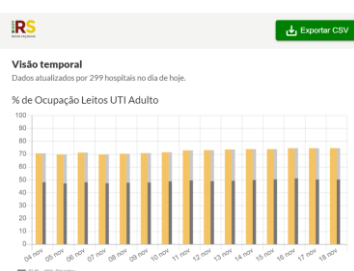 RS
Exportar CSV
Visão temporal
Dados atualizados por 299 hospitais no dia de hoje.
% de Ocupação Leitos UTI Adulto
100
90
80
70
60
50
40
30
20
10
0
04 nov 05 nov 06 nov 07 nov 08 nov 09 nov 10 nov 11 nov 12 nov 13 nov 14 nov 15 nov 16 nov 17 nov 18 nov